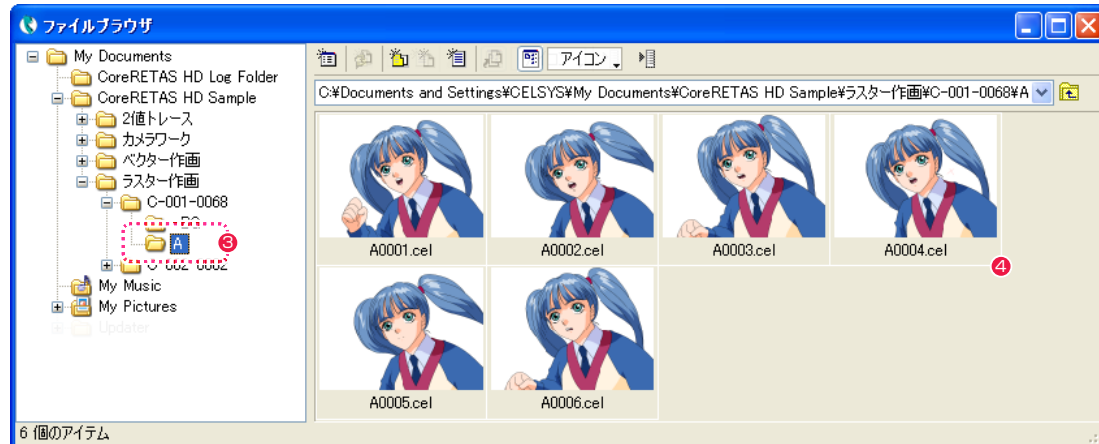 ファイルブラウザ
My Documents
CoreRETAS HD Log Folder
CoreRETAS HD Sample
2値トレース
カメラワーク
ベクター作画
ラスター作画
C-001-0068
A
3
C-002-0002
My Music
My Pictures
Updater
アイコン
C:¥Documents and Settings¥CELSYS¥My Documents¥CoreRETAS HD Sample¥ラスター作画¥C-001-0068¥A
A0001.cel
A0002.cel
A0003.cel
A0004.cel
4
A0005.cel
A0006.cel
6 個のアイテム